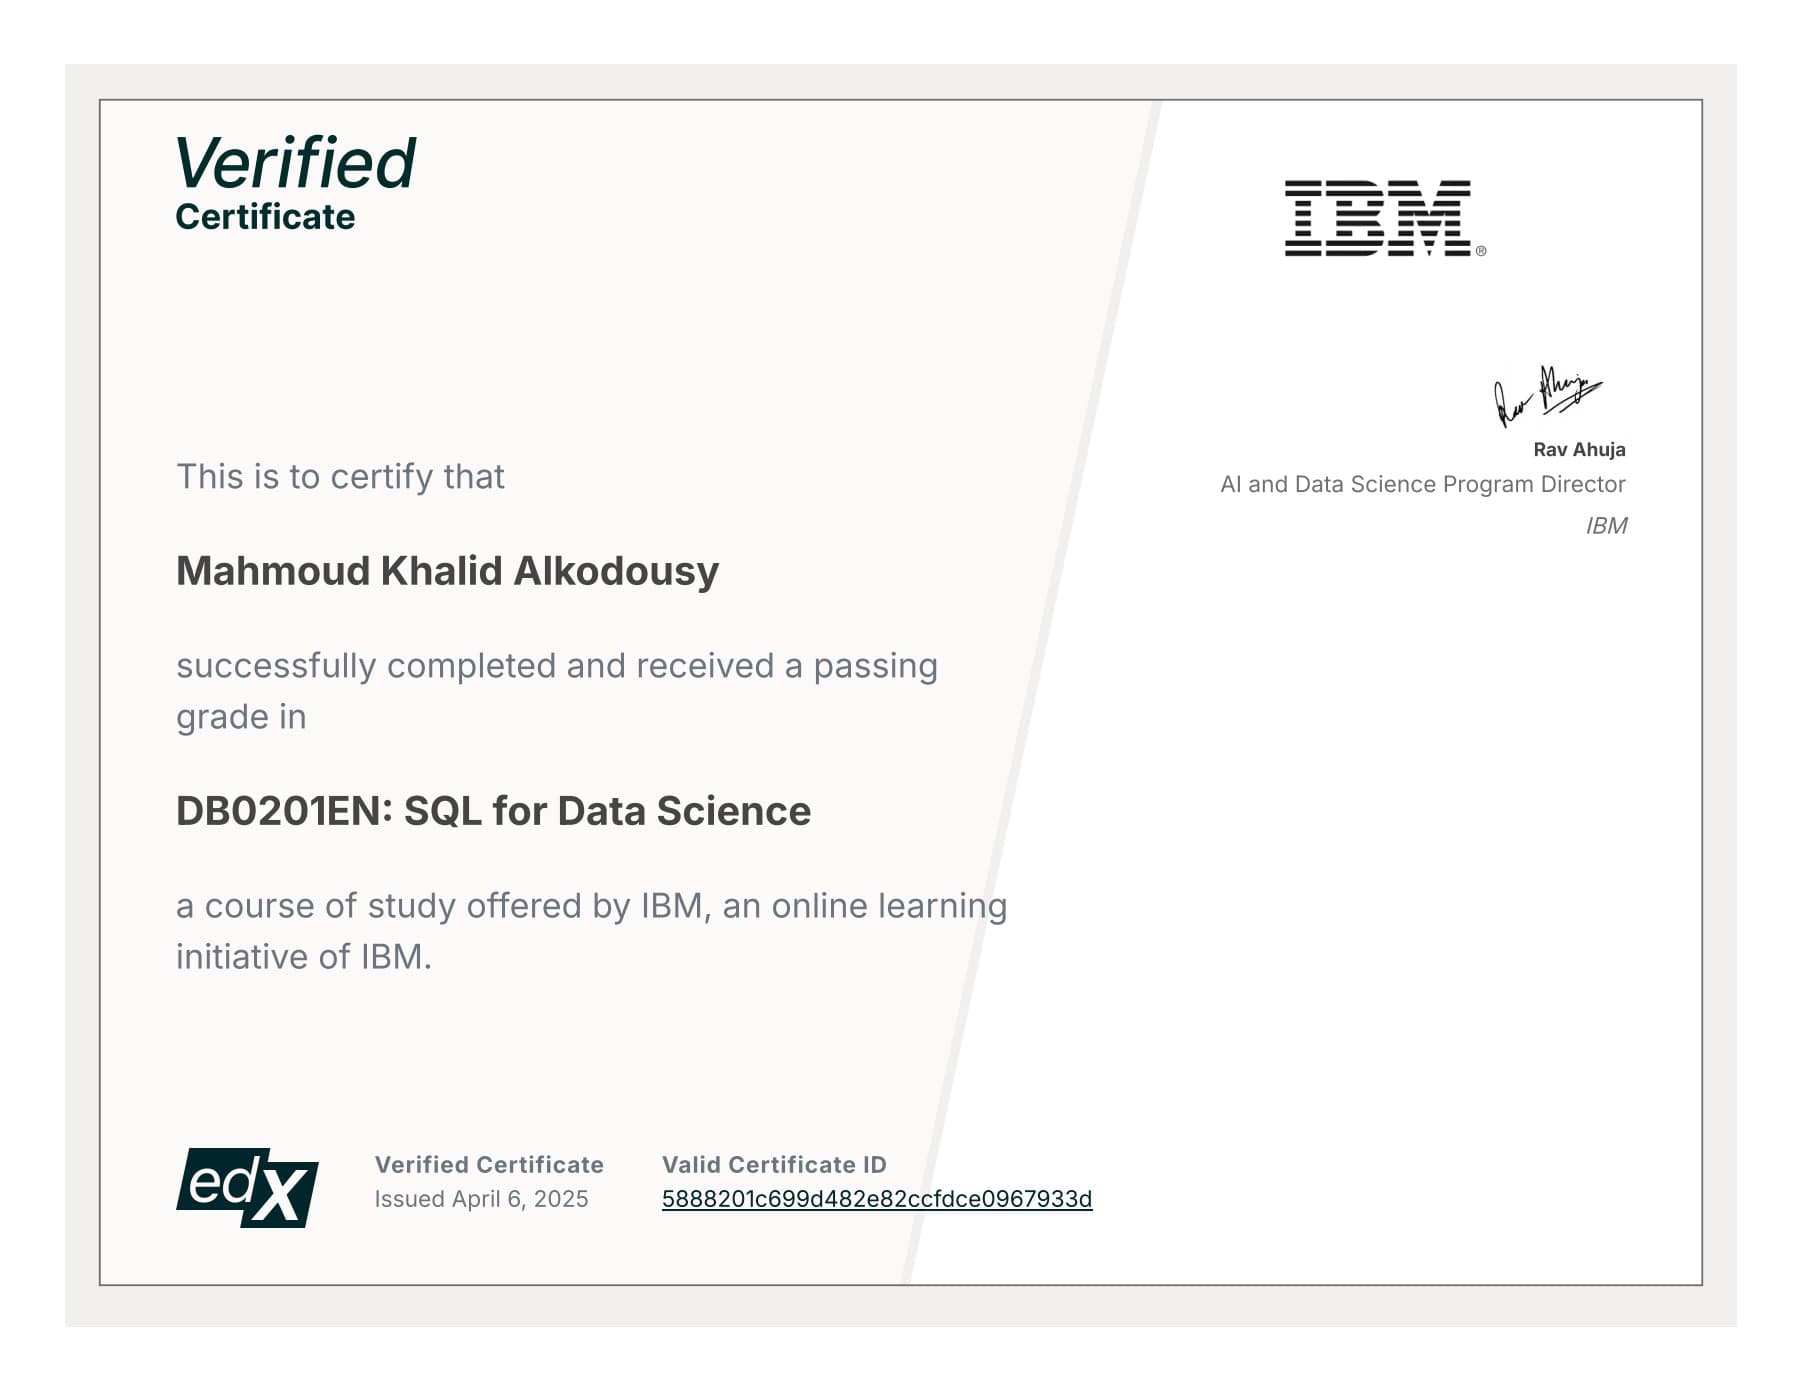 Verified
Certificate
IBM®
Rav Ahuja
Rav Ahuja
AI and Data Science Program Director
IBM
This is to certify that
Mahmoud Khalid Alkodousy
successfully completed and received a passing
grade in
DB0201EN: SQL for Data Science
a course of study offered by IBM, an online learning
initiative of IBM.
edX
Verified Certificate
Issued April 6, 2025
Valid Certificate ID
5888201c699d482e82ccfdce0967933d